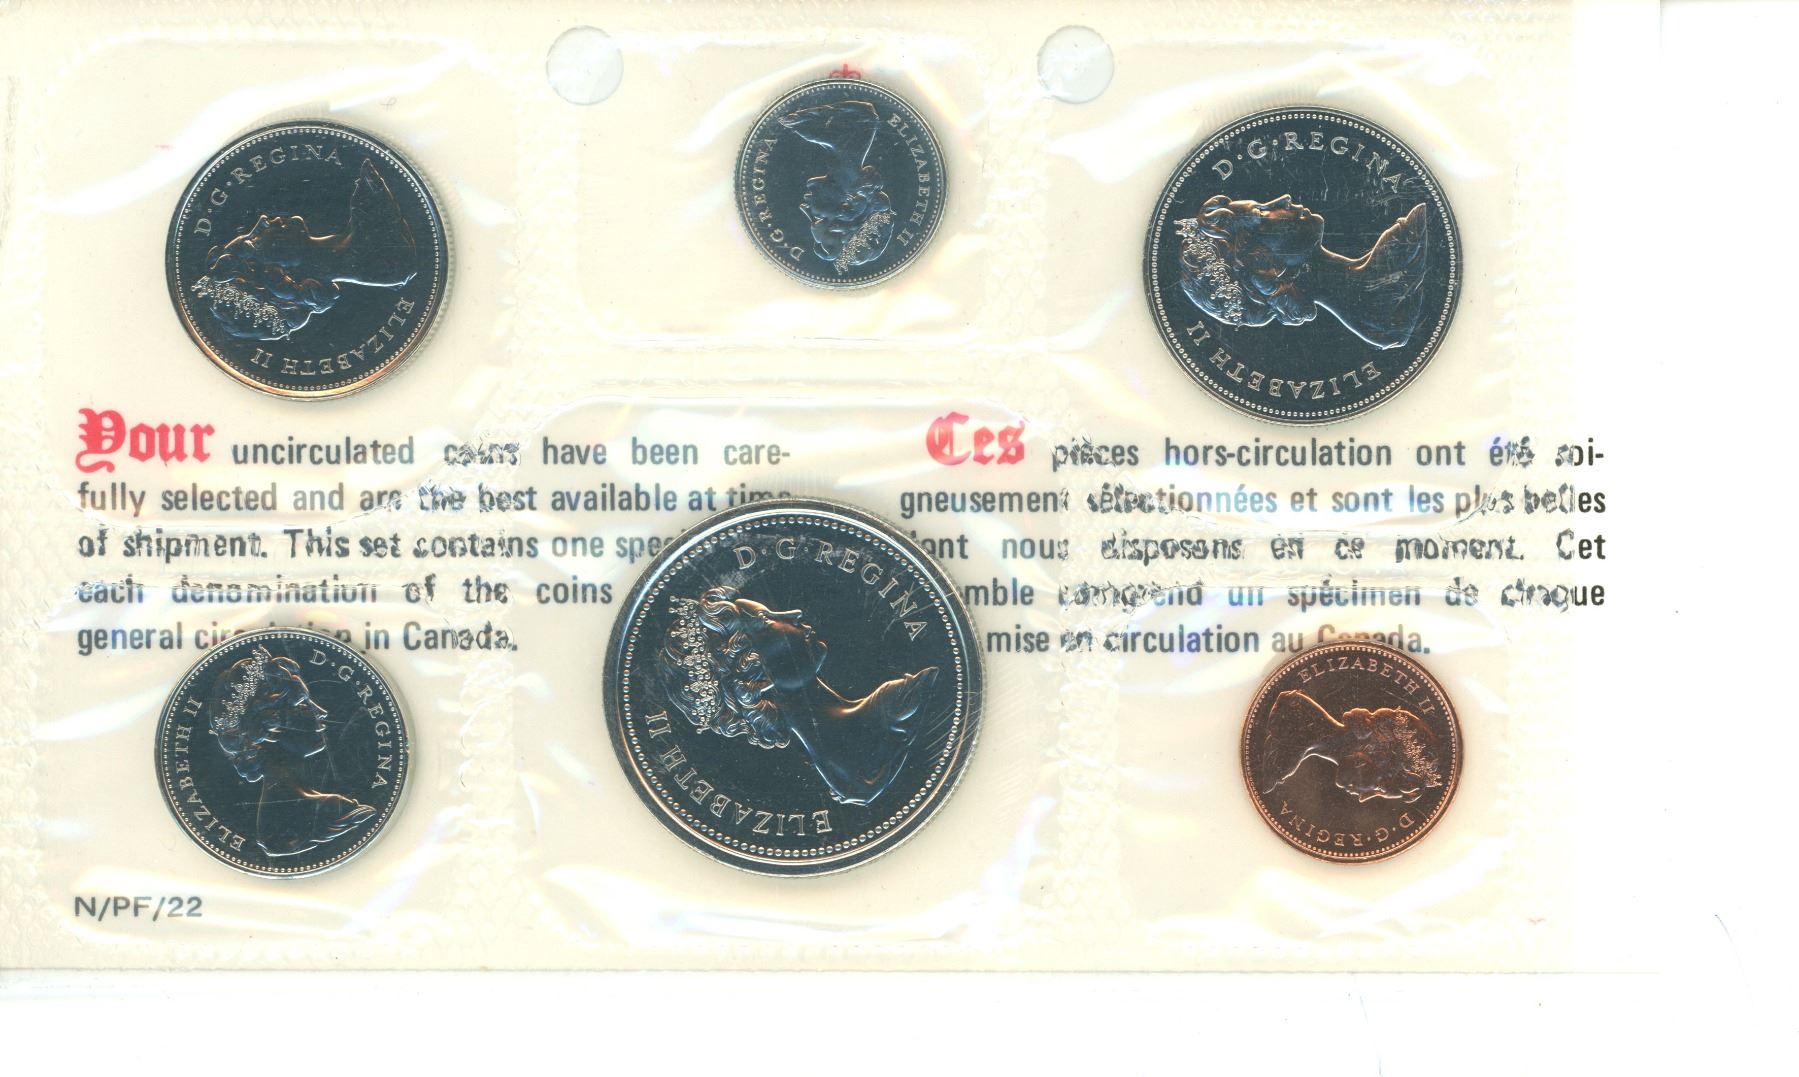 D·G·REGINA
ELIZABETH II
ELIZABETH II
D·G·REGINA
D·G·REGINA
ELIZABETH II
Your uncirculated coins have been care-
fully selected and are the best available at time
of shipment. This set contains one
each denomination of the coins
general in Canada.
Ces pièces hors-circulation ont été soi-
gneusement sélectionnées et sont les plus belles
dont nous disposons en ce moment. Cet
comprend un spécimen de chaque
mise en circulation au Canada.
ELIZABETH II
D·G·REGINA
D·G·REGINA
ELIZABETH II
ELIZABETH II
D·G·REGINA
N/PF/22